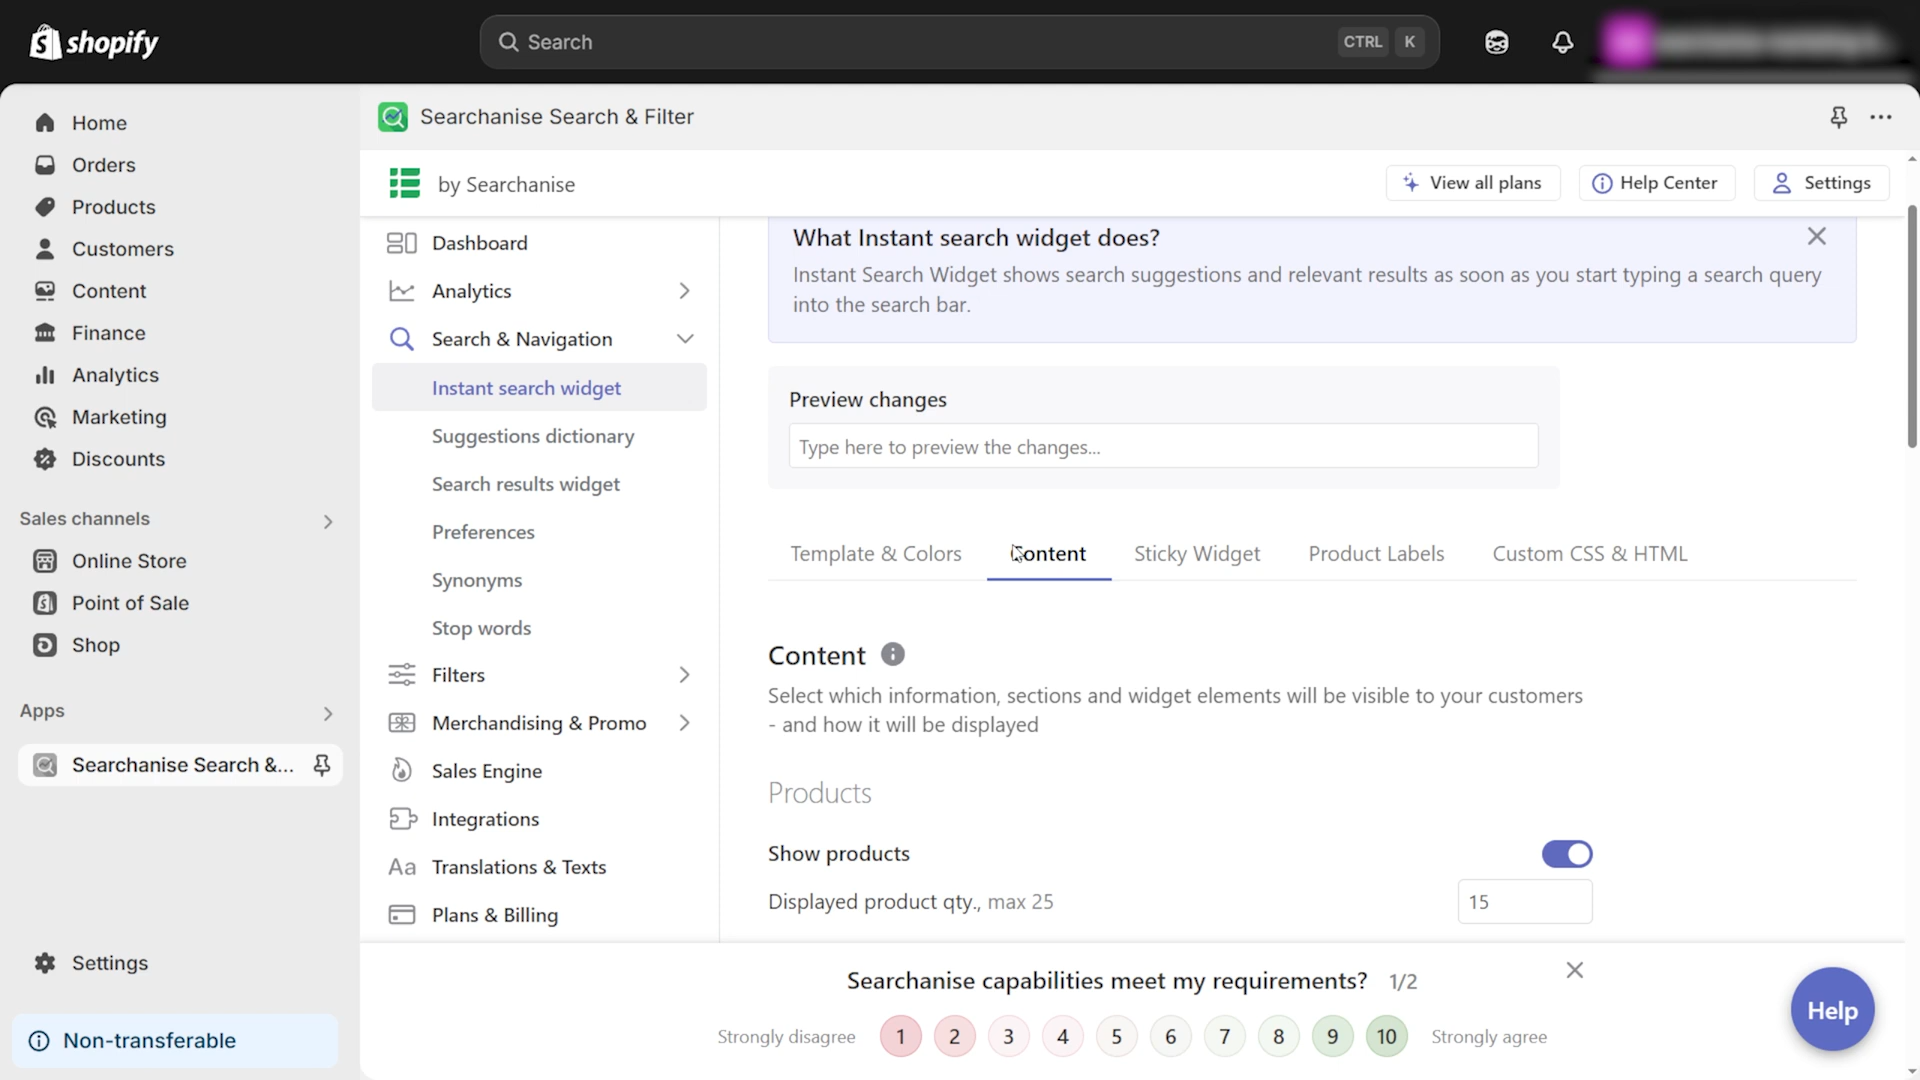 shopify
Search
CTRL K
Home
Orders
Products
Customers
Content
Finance
Analytics
Marketing
Discounts
Sales channels
Online Store
Point of Sale
Shop
Apps
Searchanise Search &...
Settings
Non-transferable
Searchanise Search & Filter
by Searchanise
View all plans
Help Center
Settings
Dashboard
Analytics
Search & Navigation
Instant search widget
Suggestions dictionary
Search results widget
Preferences
Synonyms
Stop words
Filters
Merchandising & Promo
Sales Engine
Integrations
Aa Translations & Texts
Plans & Billing
What Instant search widget does?
Instant Search Widget shows search suggestions and relevant results as soon as you start typing a search query
into the search bar.
Preview changes
Type here to preview the changes...
Template & Colors Content Sticky Widget Product Labels Custom CSS & HTML
Content
Select which information, sections and widget elements will be visible to your customers
- and how it will be displayed
Products
Show products
Displayed product qty., max 25
15
Searchanise capabilities meet my requirements? 1/2
Strongly disagree 1 2 3 4 5 6 7 8 9 10 Strongly agree
Help